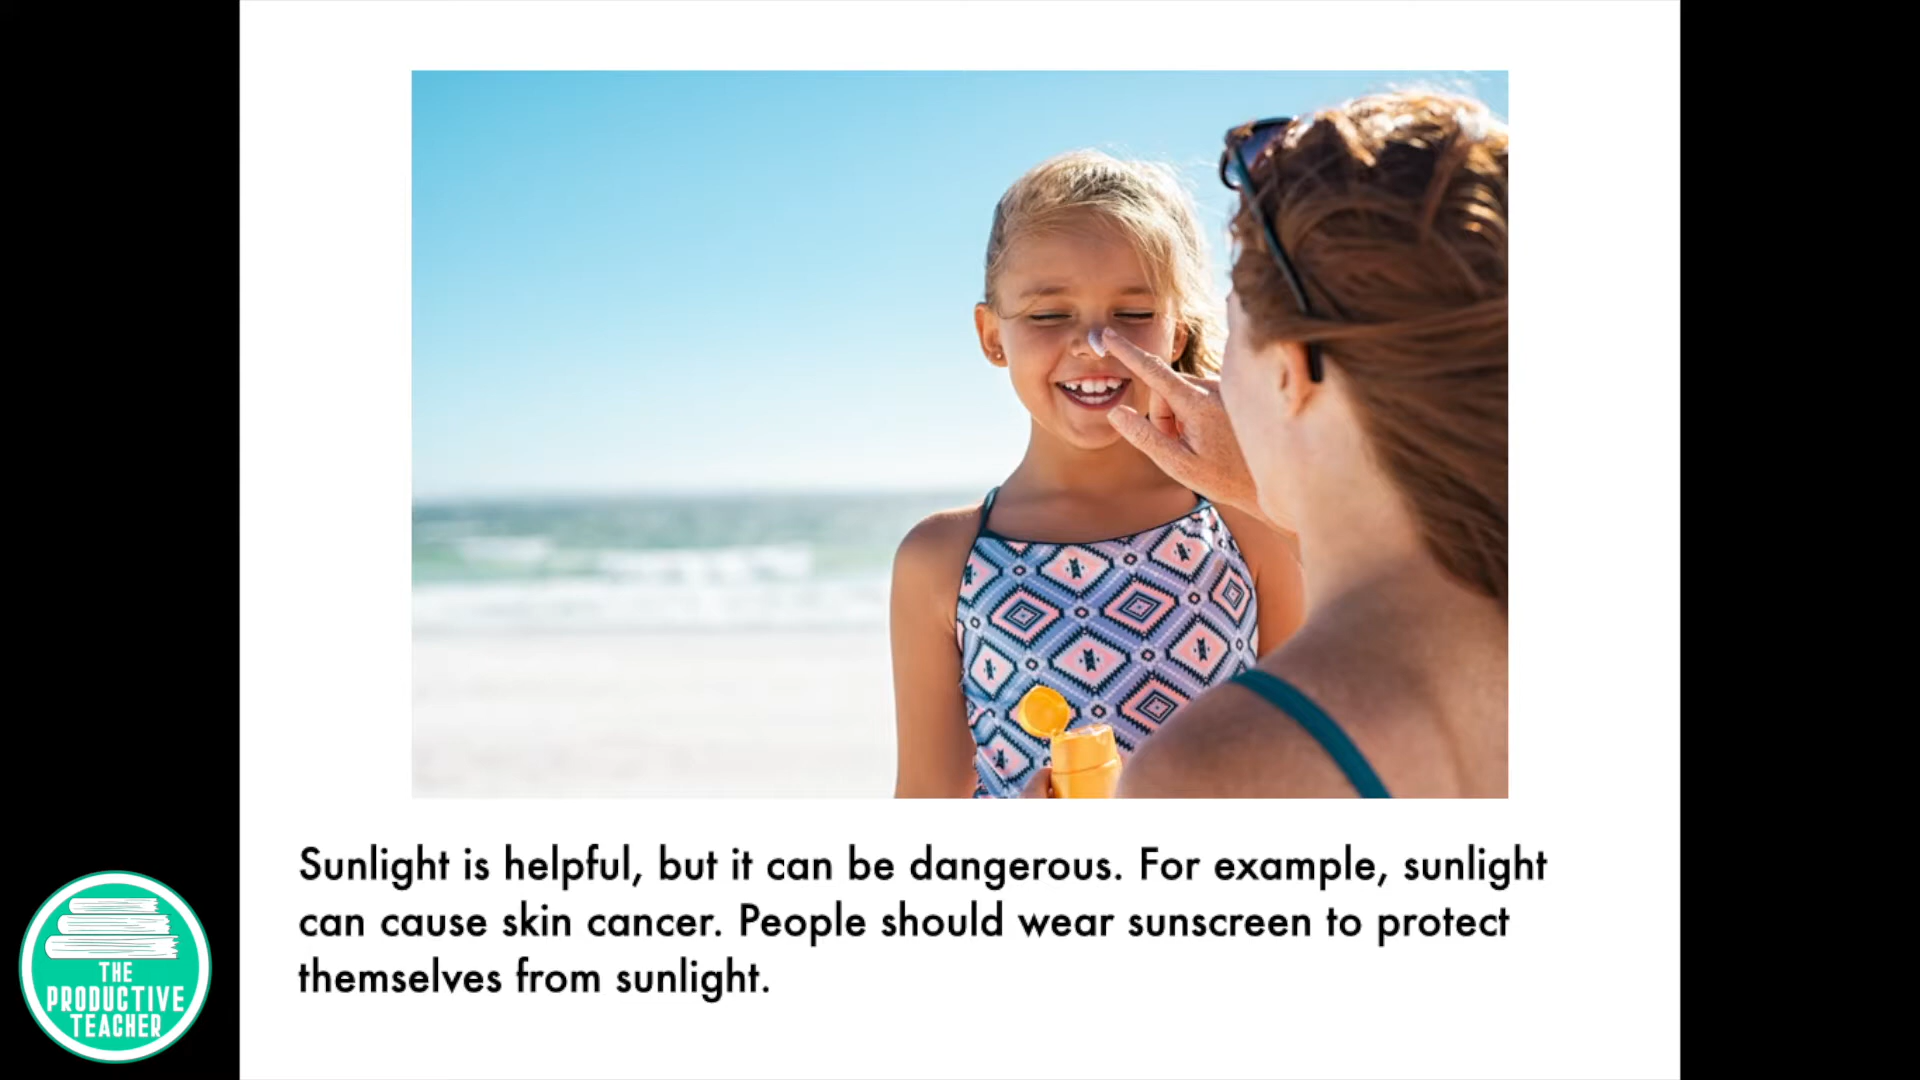 Sunlight is helpful, but it can be dangerous. For example, sunlight
can cause skin cancer. People should wear sunscreen to protect
themselves from sunlight.
THE
PRODUCTIVE
TEACHER